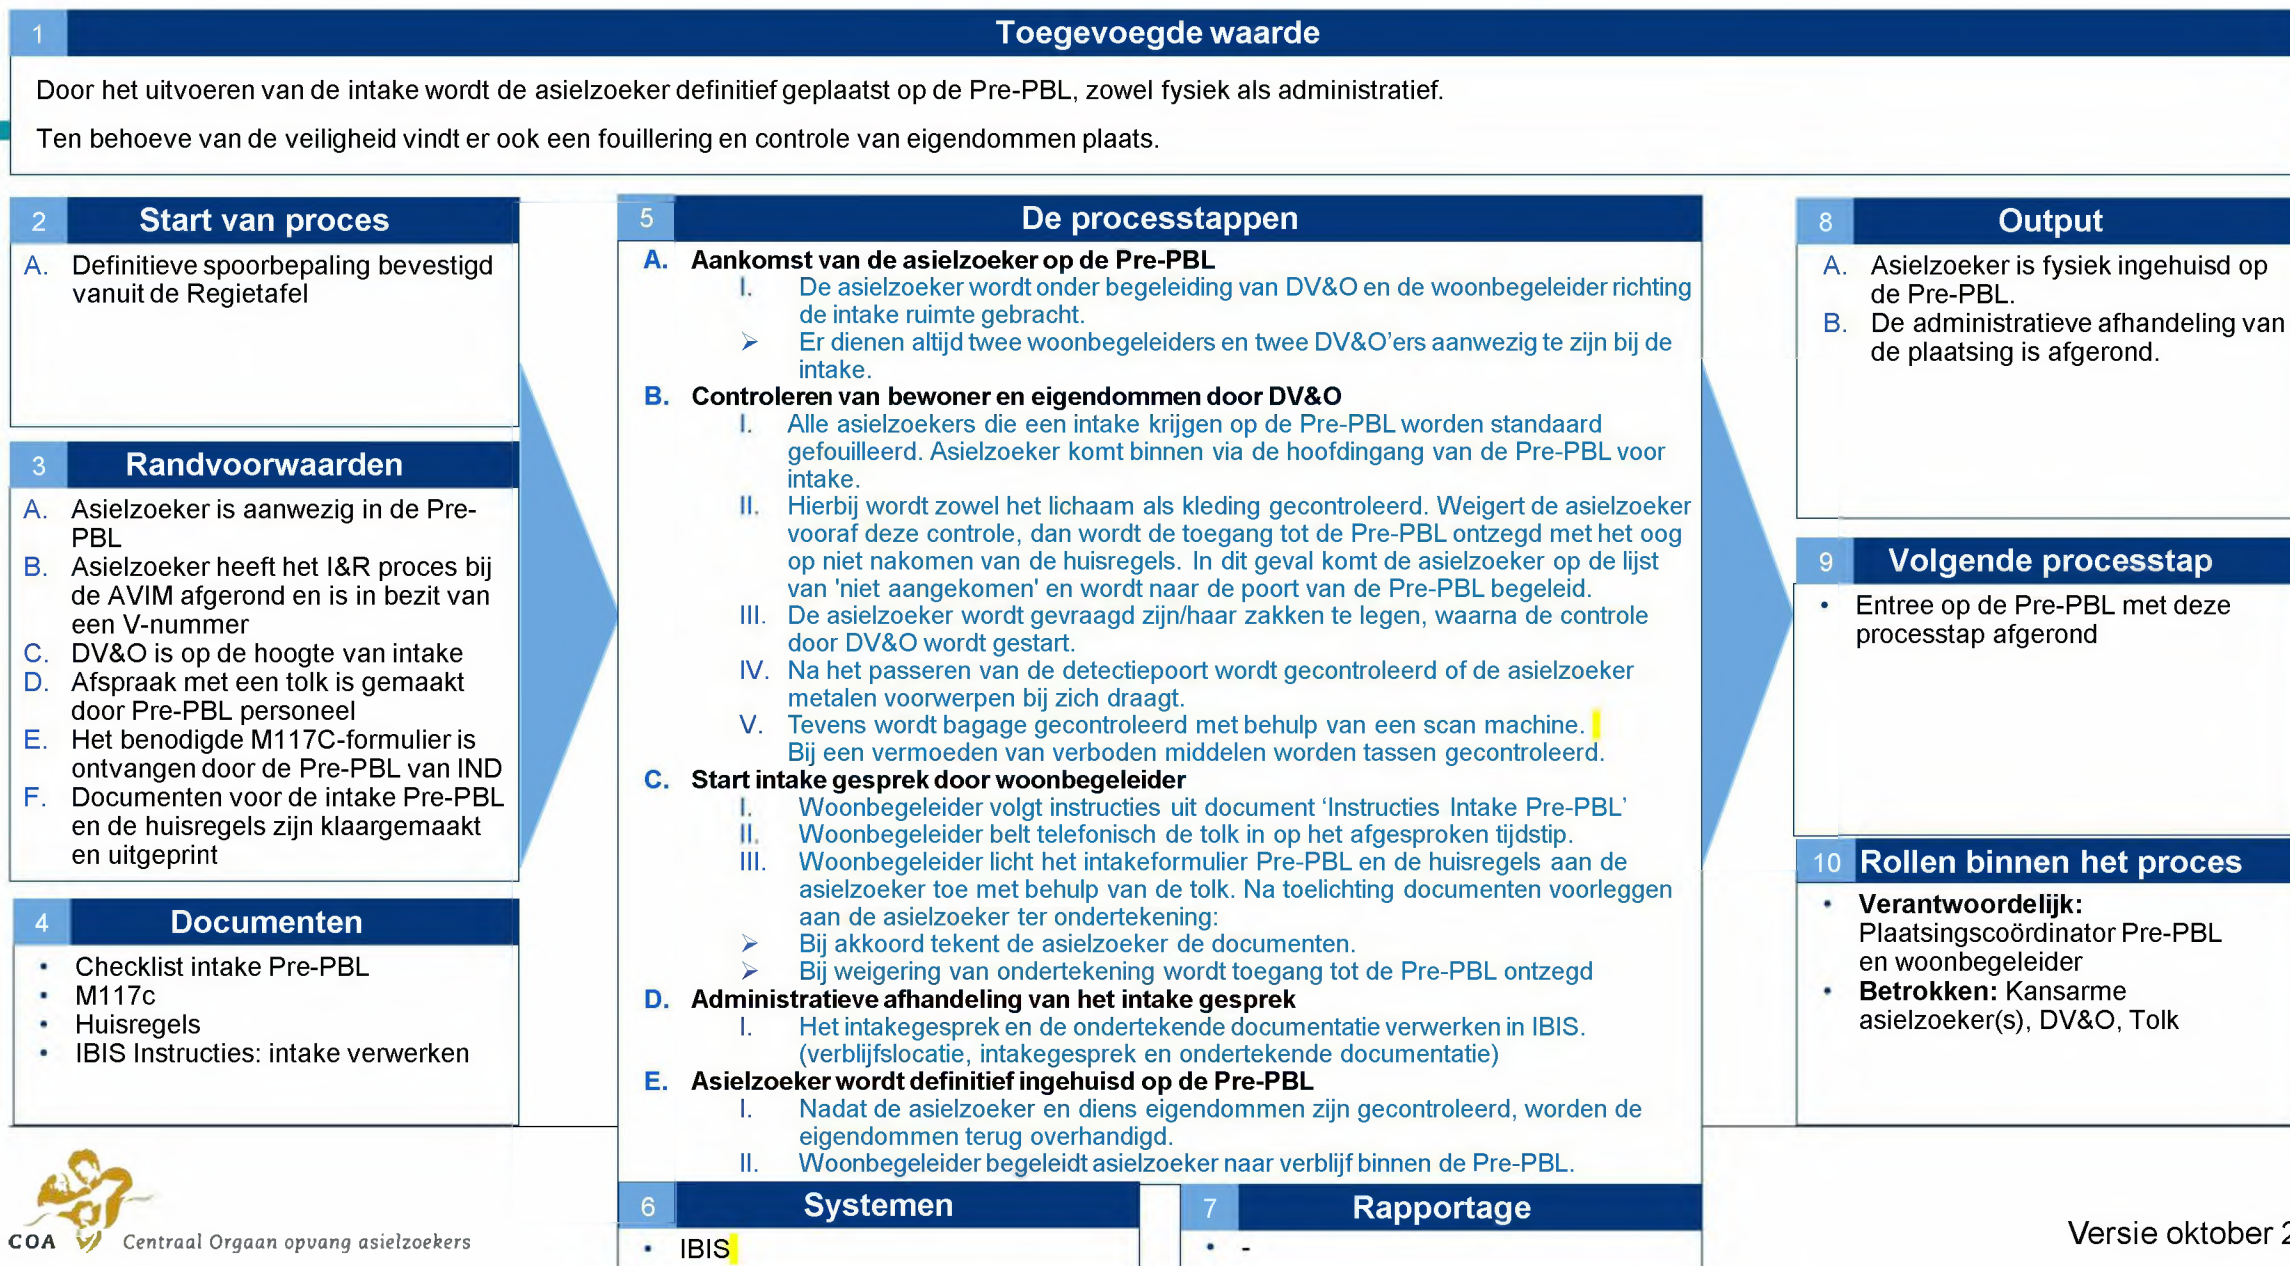 1 Toegevoegde waarde
Door het uitvoeren van de intake wordt de asielzoeker definitief geplaatst op de Pre-PBL, zowel fysiek als administratief.
Ten behoeve van de veiligheid vindt er ook een fouillering en controle van eigendommen plaats.
2 Start van proces
A. Definitieve spoorbepaling bevestigd
vanuit de Regietafel
3 Randvoorwaarden
A. Asielzoeker is aanwezig in de Pre-
PBL
B. Asielzoeker heeft het I&R proces bij
de AVIM afgerond en is in bezit van
een V-nummer
C. DV&O is op de hoogte van intake
D. Afspraak met een tolk is gemaakt
door Pre-PBL personeel
E. Het benodigde M117C-formulier is
ontvangen door de Pre-PBL van IND
F. Documenten voor de intake Pre-PBL
en de huisregels zijn klaargemaakt
en uitgeprint
4 Documenten
• Checklist intake Pre-PBL
• M117c
• Huisregels
• IBIS Instructies: intake verwerken
5 De processtappen
A. Aankomst van de asielzoeker op de Pre-PBL
I. De asielzoeker wordt onder begeleiding van DV&O en de woonbegeleider richting
de intake ruimte gebracht.
➢ Er dienen altijd twee woonbegeleiders en twee DV&O’ers aanwezig te zijn bij de
intake.
B. Controleren van bewoner en eigendommen door DV&O
I. Alle asielzoekers die een intake krijgen op de Pre-PBL worden standaard
gefouilleerd. Asielzoeker komt binnen via de hoofdingang van de Pre-PBL voor
intake.
II. Hierbij wordt zowel het lichaam als kleding gecontroleerd. Weigert de asielzoeker
vooraf deze controle, dan wordt de toegang tot de Pre-PBL ontzegd met het oog
op niet nakomen van de huisregels. In dit geval komt de asielzoeker op de lijst
van 'niet aangekomen' en wordt naar de poort van de Pre-PBL begeleid.
III. De asielzoeker wordt gevraagd zijn/haar zakken te legen, waarna de controle
door DV&O wordt gestart.
IV. Na het passeren van de detectiepoort wordt gecontroleerd of de asielzoeker
metalen voorwerpen bij zich draagt.
V. Tevens wordt bagage gecontroleerd met behulp van een scan machine.
Bij een vermoeden van verboden middelen worden tassen gecontroleerd.
C. Start intake gesprek door woonbegeleider
I. Woonbegeleider volgt instructies uit document ‘Instructies Intake Pre-PBL’
II. Woonbegeleider belt telefonisch de tolk in op het afgesproken tijdstip.
III. Woonbegeleider licht het intakeformulier Pre-PBL en de huisregels aan de
asielzoeker toe met behulp van de tolk. Na toelichting documenten voorleggen
aan de asielzoeker ter ondertekening:
➢ Bij akkoord tekent de asielzoeker de documenten.
➢ Bij weigering van ondertekening wordt toegang tot de Pre-PBL ontzegd
D. Administratieve afhandeling van het intake gesprek
I. Het intakegesprek en de ondertekende documentatie verwerken in IBIS.
(verblijfslocatie, intakegesprek en ondertekende documentatie)
E. Asielzoeker wordt definitief ingehuisd op de Pre-PBL
I. Nadat de asielzoeker en diens eigendommen zijn gecontroleerd, worden de
eigendommen terug overhandigd.
II. Woonbegeleider begeleidt asielzoeker naar verblijf binnen de Pre-PBL.
6 Systemen
• IBIS
7 Rapportage
• -
8 Output
A. Asielzoeker is fysiek ingehuisd op
de Pre-PBL.
B. De administratieve afhandeling van
de plaatsing is afgerond.
9 Volgende processtap
• Entree op de Pre-PBL met deze
processtap afgerond
10 Rollen binnen het proces
• Verantwoordelijk:
Plaatsingscoördinator Pre-PBL
en woonbegeleider
• Betrokken: Kansarme
asielzoeker(s), DV&O, Tolk
COA Centraal Orgaan opvang asielzoekers
Versie oktober 2